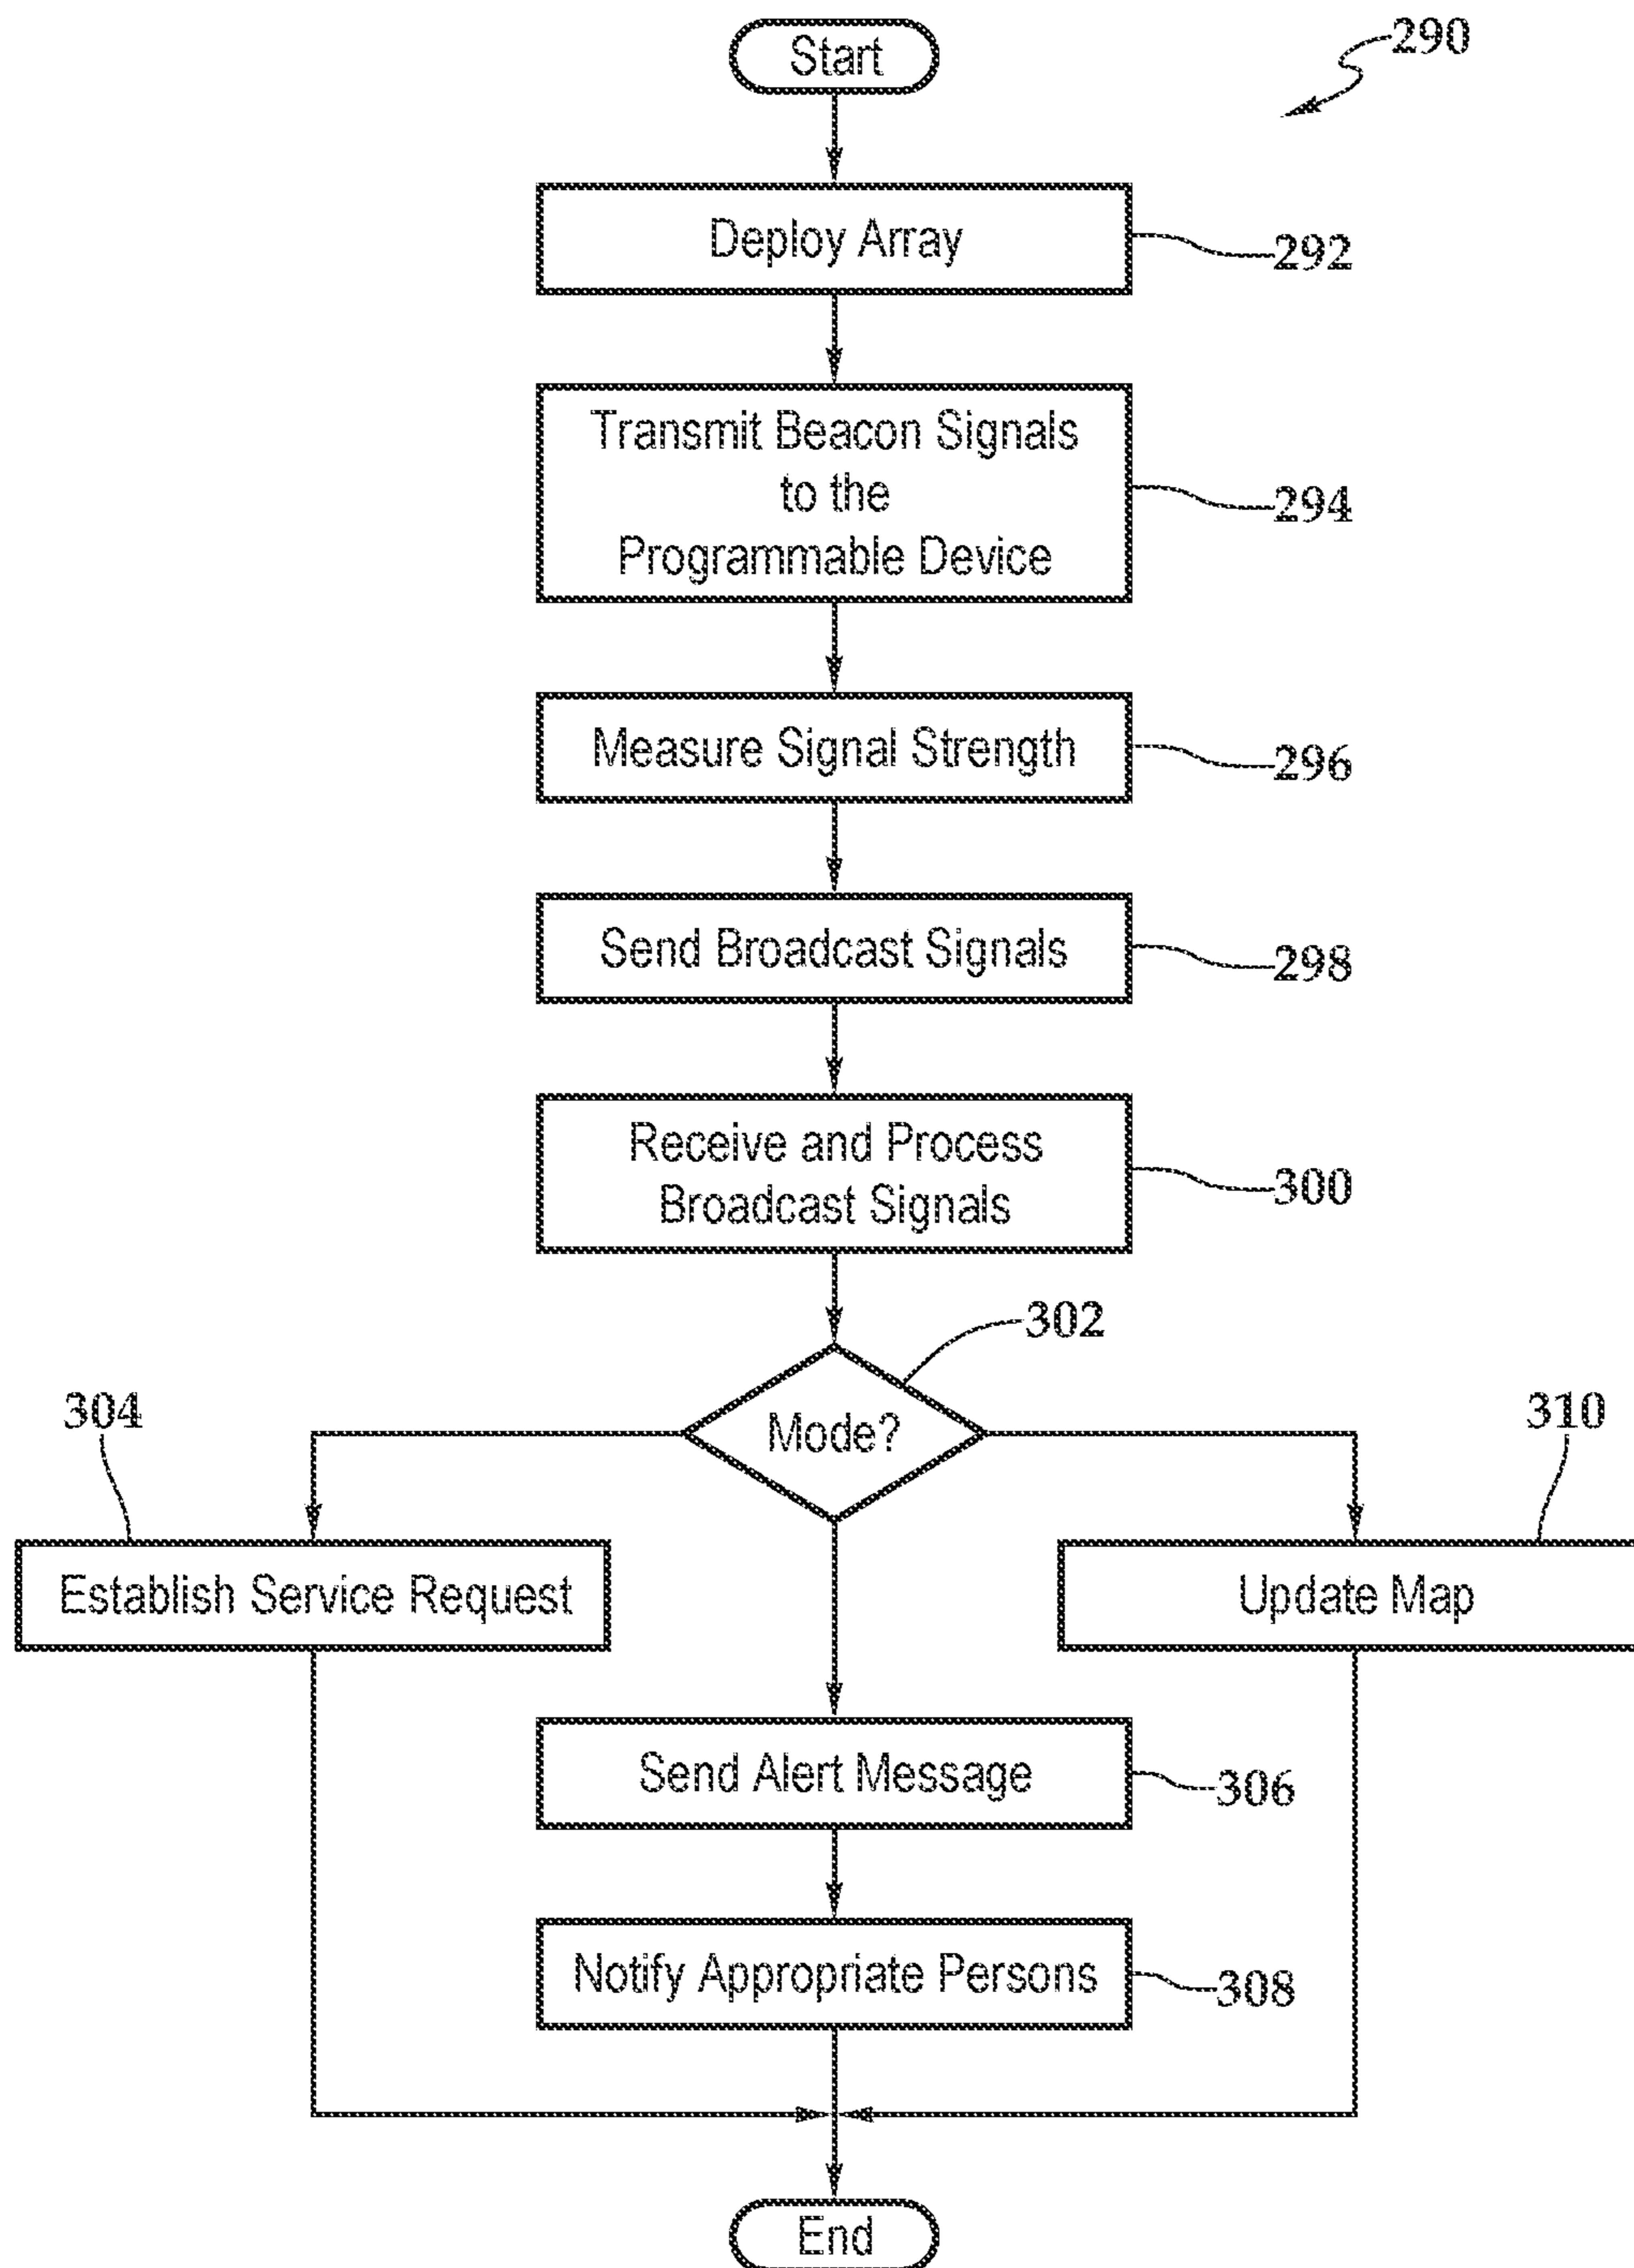 Start
290
Deploy Array
292
Transmit Beacon Signals
to the
Programmable Device
294
Measure Signal Strength
296
Send Broadcast Signals
298
Receive and Process
Broadcast Signals
300
302
Mode?
304
310
Establish Service Request
Update Map
Send Alert Message
306
Notify Appropriate Persons
308
End